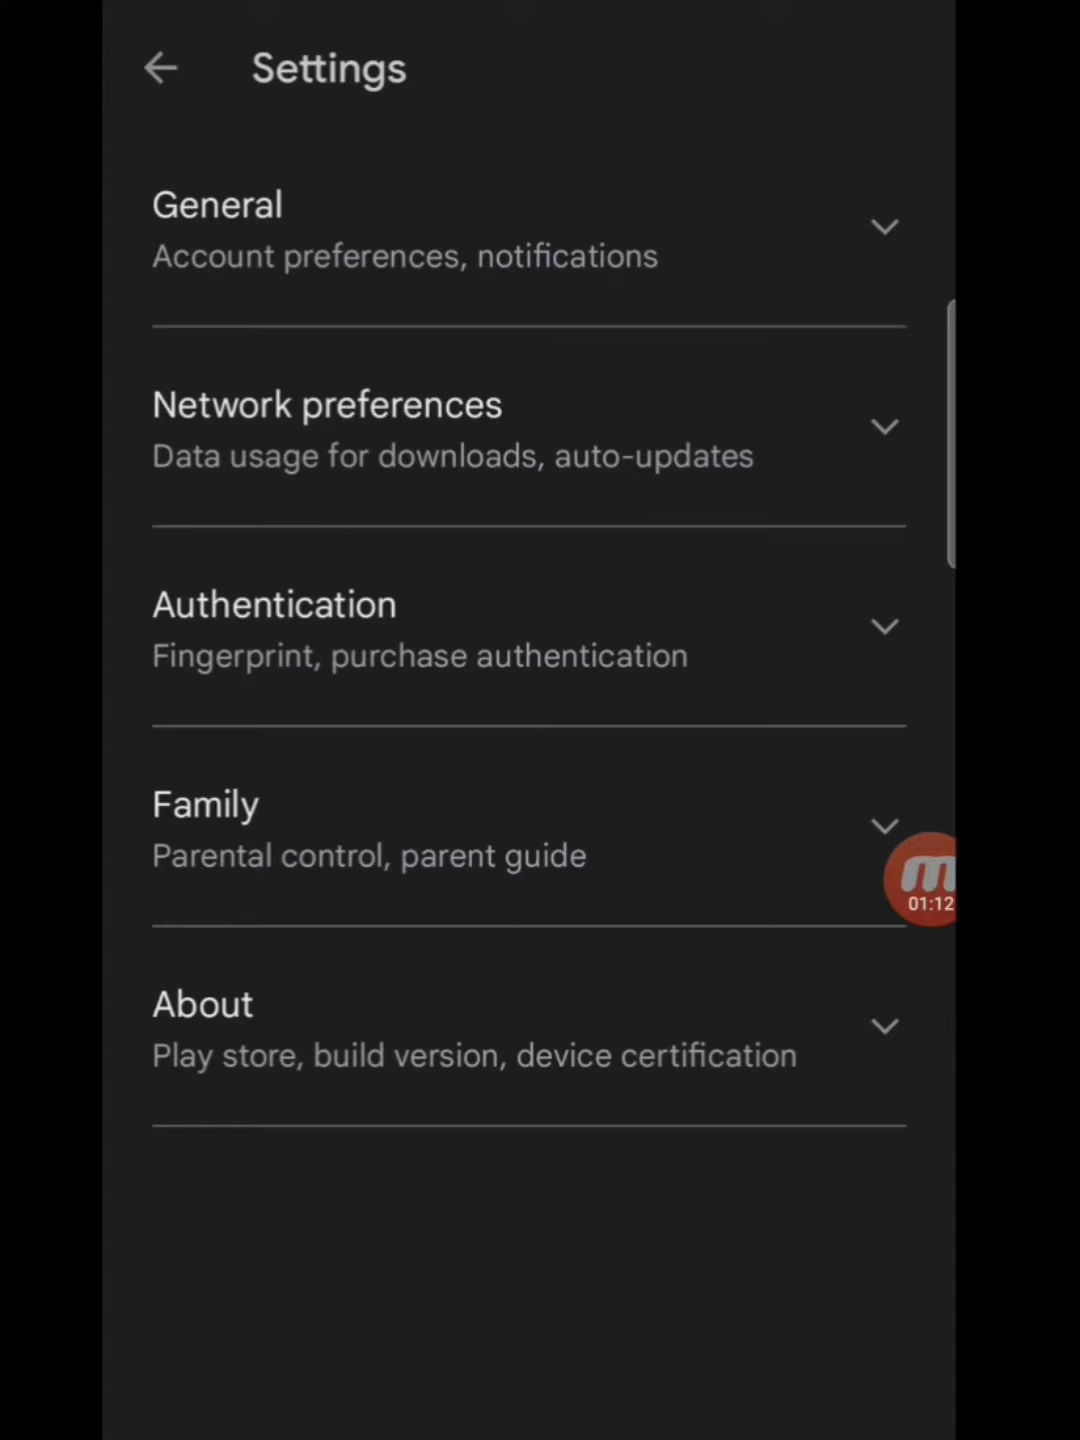 Settings
General
Account preferences, notifications
Network preferences
Data usage for downloads, auto-updates
Authentication
Fingerprint, purchase authentication
Family
Parental control, parent guide
m
01:12
About
Play store, build version, device certification